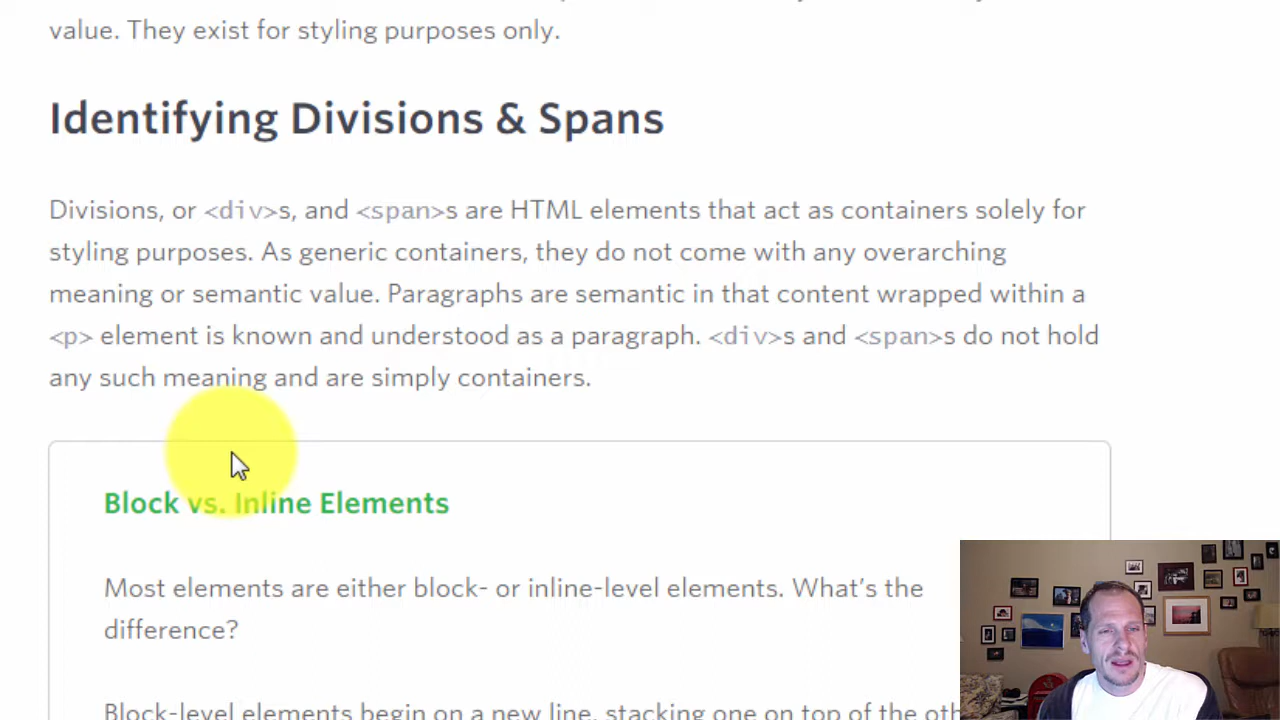 value. They exist for styling purposes only.
Identifying Divisions & Spans
Divisions, or <div>s, and <span>s are HTML elements that act as containers solely for
styling purposes. As generic containers, they do not come with any overarching
meaning or semantic value. Paragraphs are semantic in that content wrapped within a
<p> element is known and understood as a paragraph. <div>s and <span>s do not hold
any such meaning and are simply containers.
Block vs. Inline Elements
Most elements are either block- or inline-level elements. What’s the
difference?
Block-level elements begin on a new line, stacking one on top of the